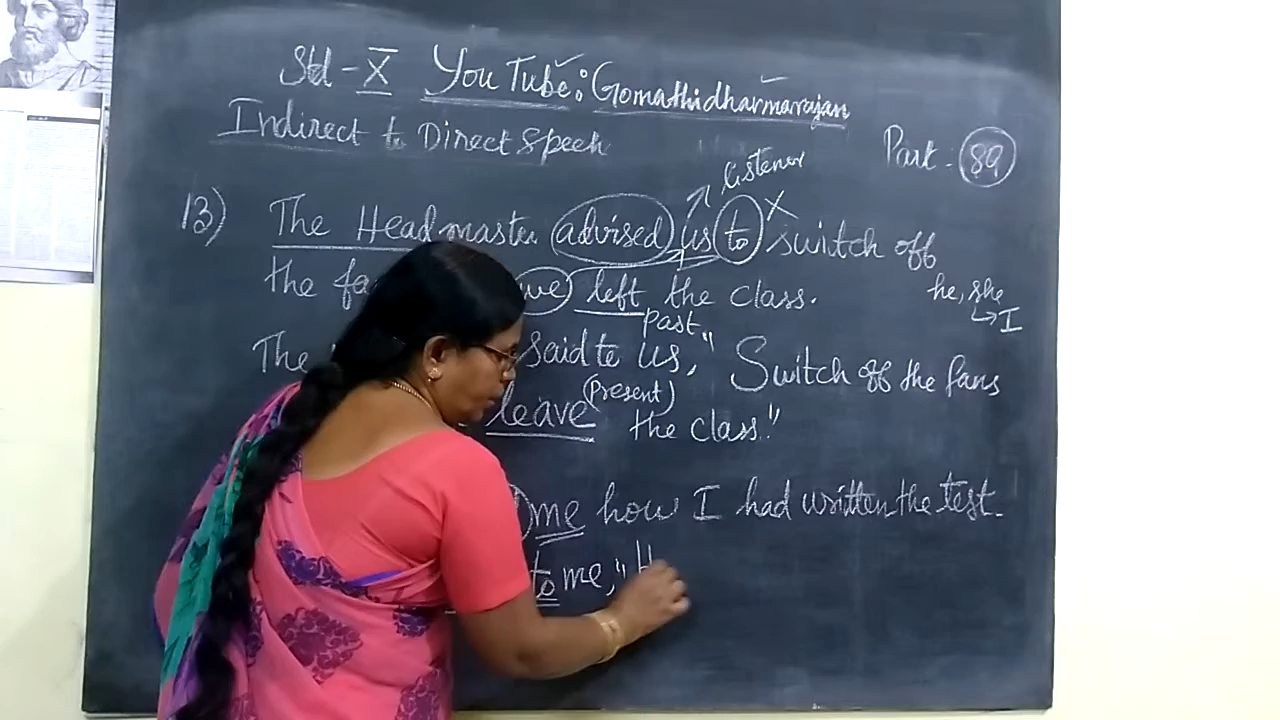 Std - X YouTube: Gomathidharmarajan
Indirect to Direct Speech
Part: 89
listener
13) The Headmaster advised us to X switch off
the we left the class.
he, she
↳ I
past
The said to us, " Switch off the fans
leave (Present) the class."
me how I had written the test.
to me, " H